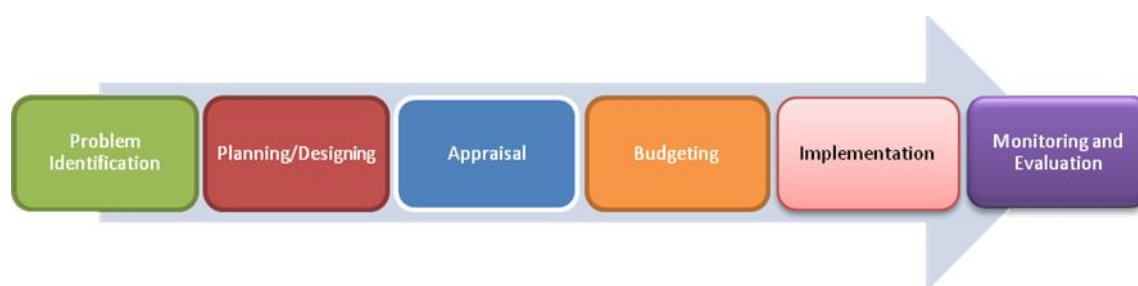 Problem
Identification
Planning/Designing
Appraisal
Budgeting
Implementation
Monitoring and
Evaluation